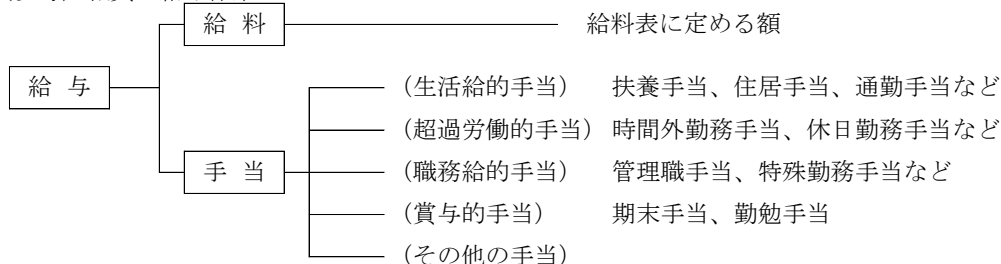 給 料 給料表に定める額
給 与
(生活給的手当) 扶養手当、住居手当、通勤手当など
(超過労働的手当) 時間外勤務手当、休日勤務手当など
手 当 (職務給的手当) 管理職手当、特殊勤務手当など
(賞与的手当) 期末手当、勤勉手当
(その他の手当)